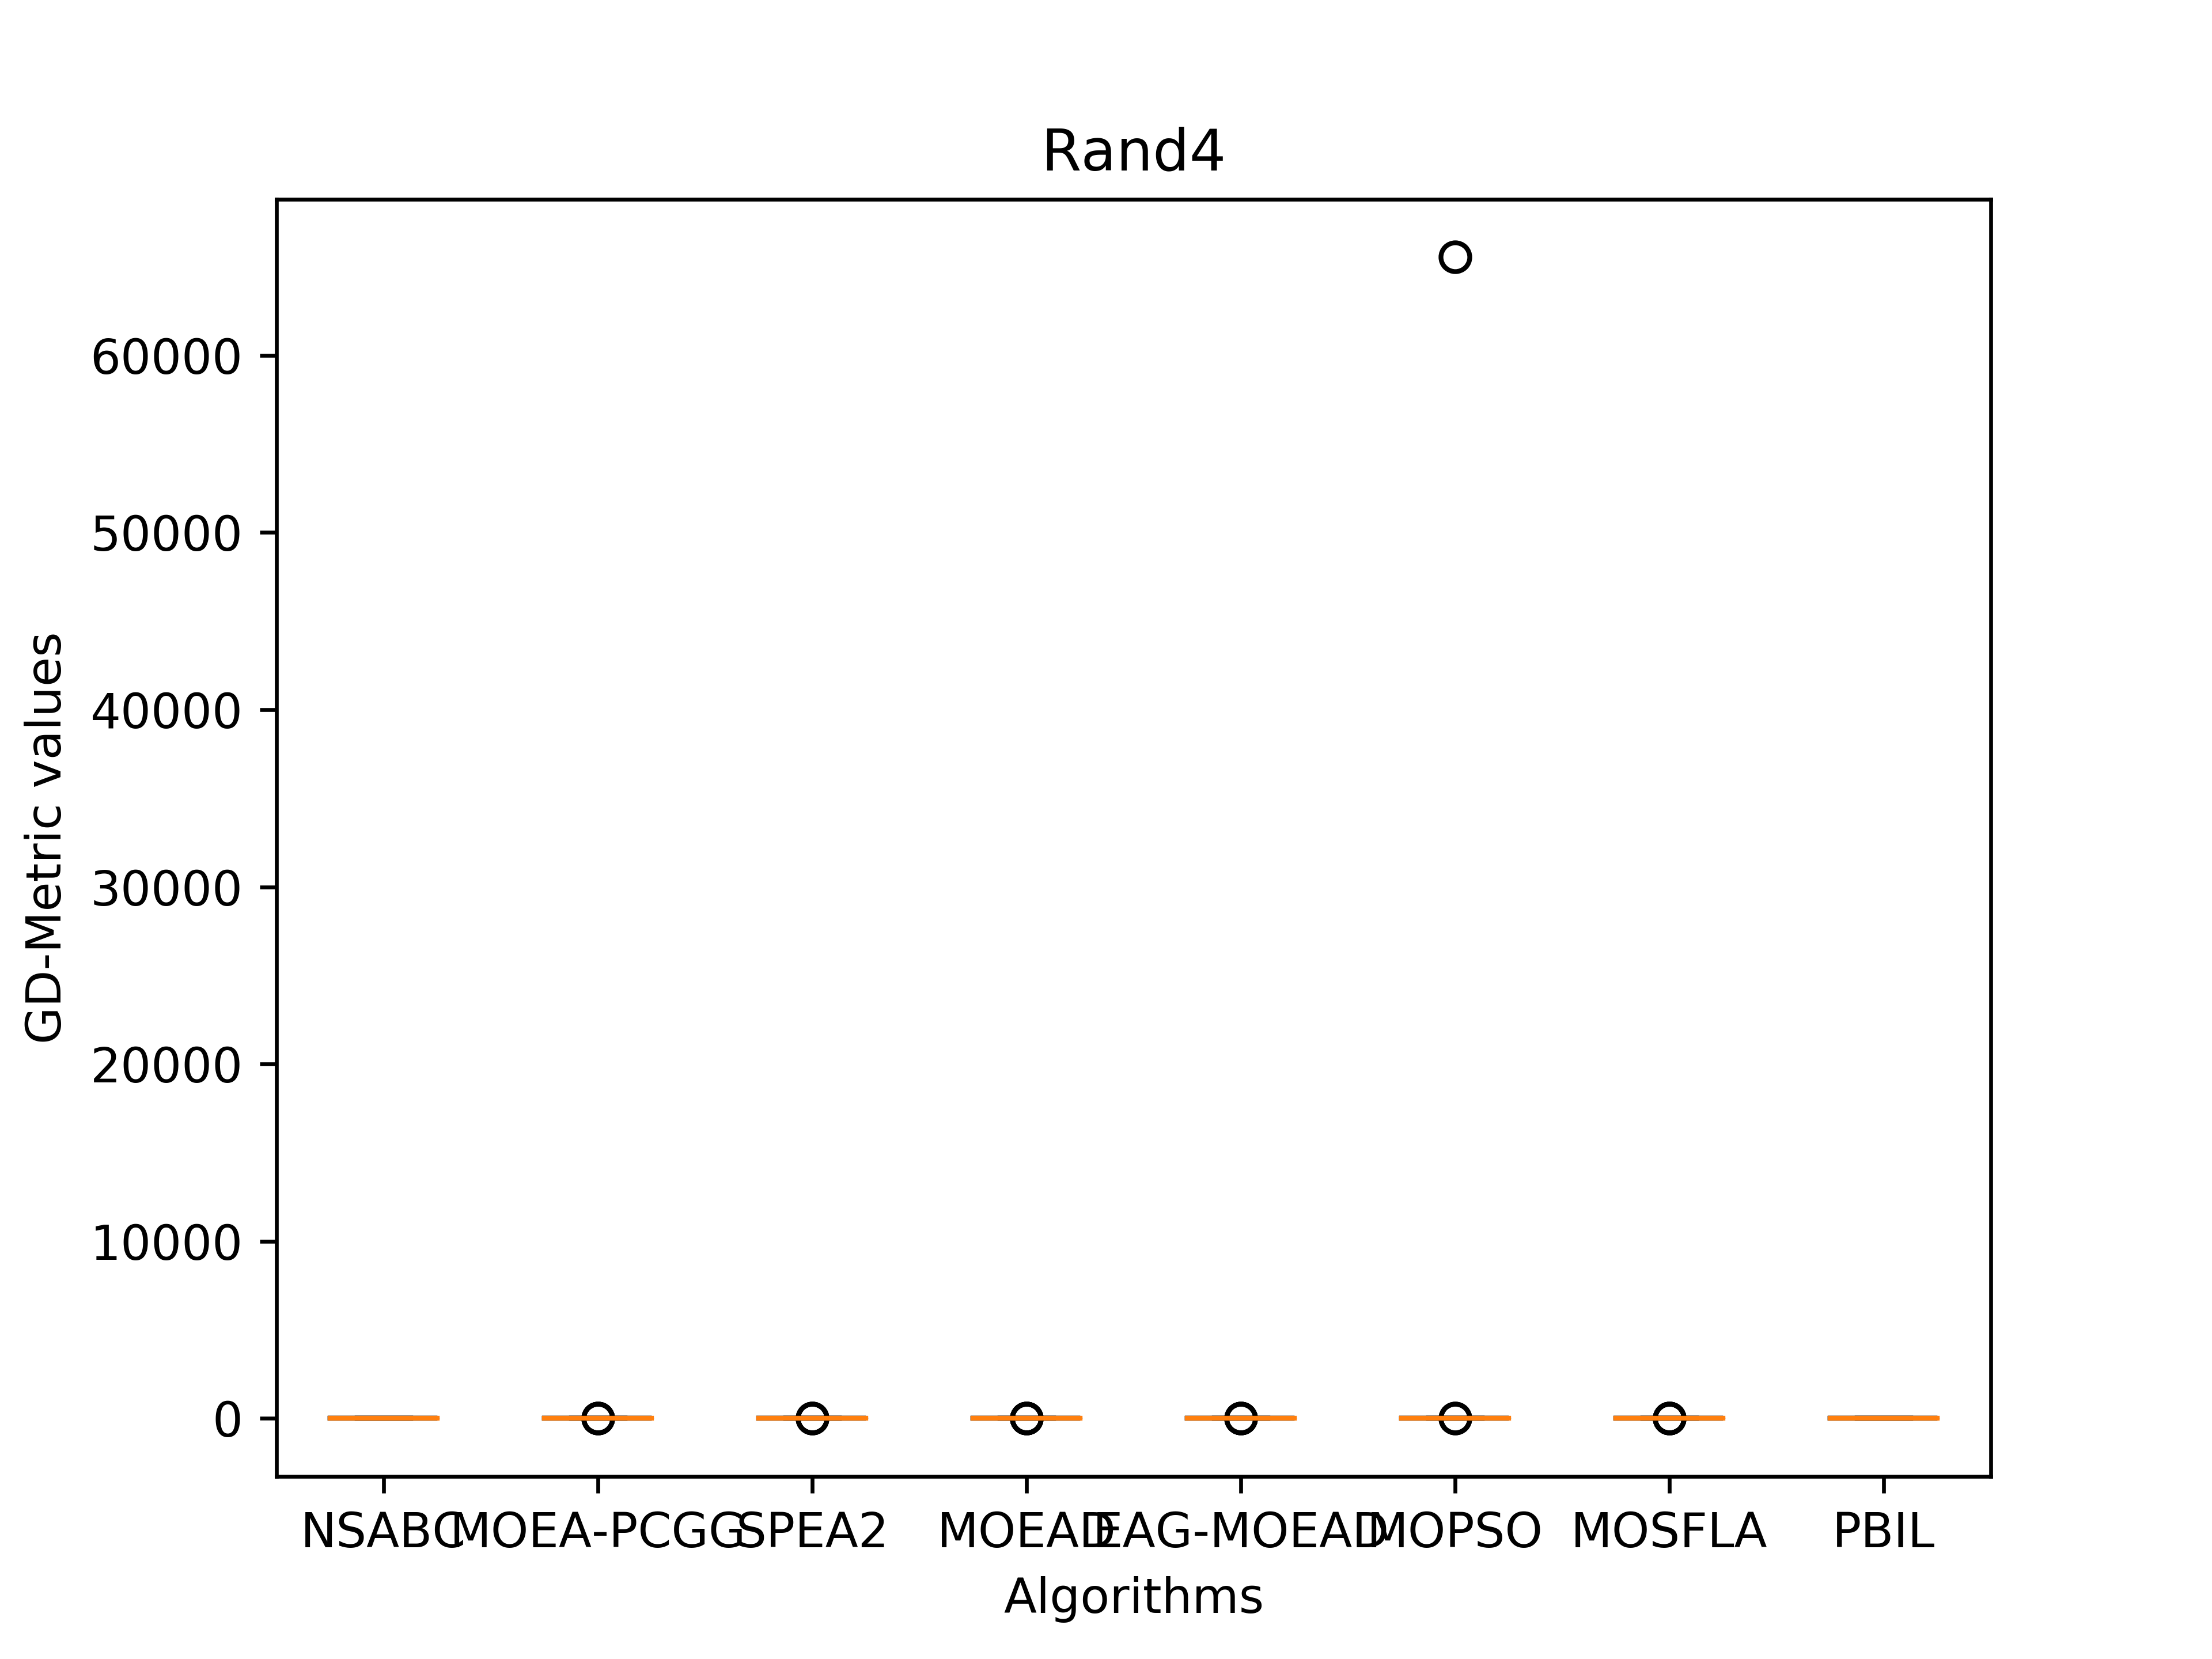 Rand4
GD-Metric values
60000
50000
40000
30000
20000
10000
0
NSABC MOEA-PCGG SPEA2 MOEAD EAG-MOEAD MOPSO MOSFLA PBIL
Algorithms